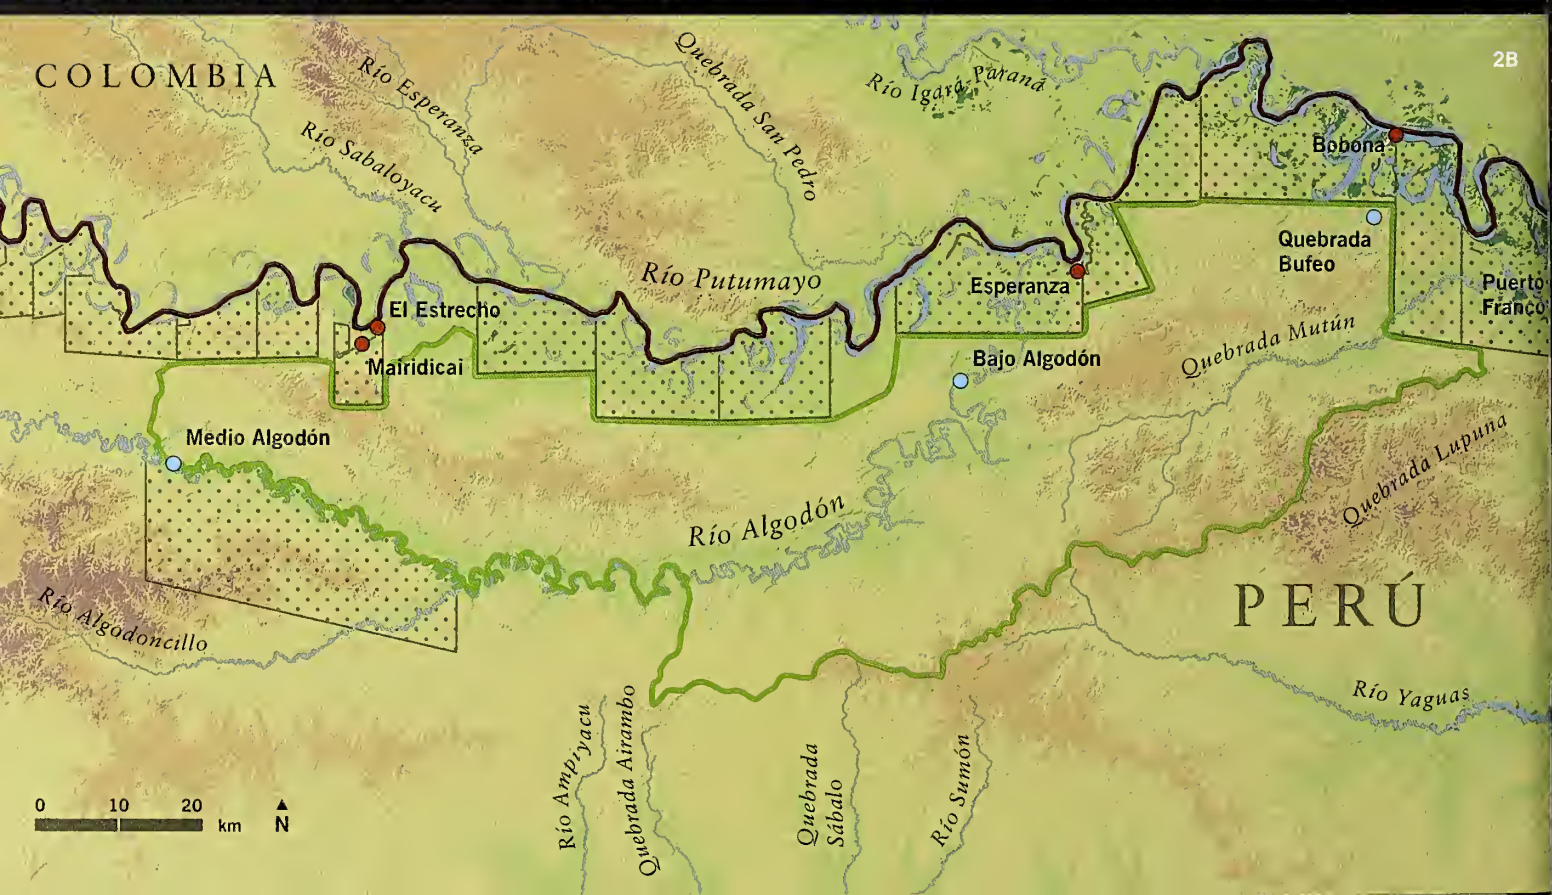 2B
COLOMBIA
Río Esperanza
Quebrada San Pedro
Río Igará Paraná
Río Sabaloyacu
Bobona
Quebrada
Bufeo
Río Putumayo
Esperanza
Puerto
Franco
El Estrecho
Mairidicai
Bajo Algodón
Quebrada Mutún
Medio Algodón
Quebrada Lupuna
Río Algodón
Río Algodoncillo
PERÚ
Río Yaguas
Río Ampiyacu
Quebrada Airambo
Quebrada
Sábalo
Río Sumón
0 10 20
km N